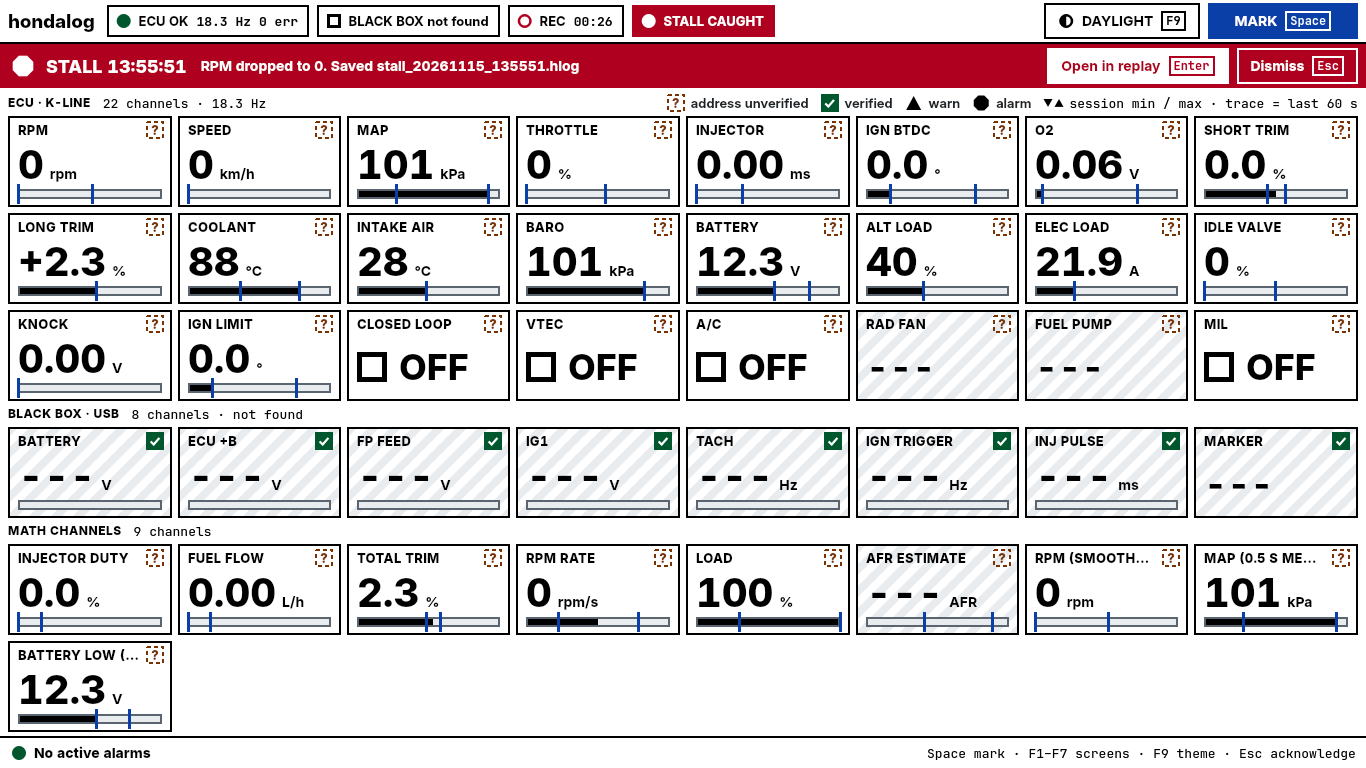 hondalog ECU OK 18.3 Hz 0 err BLACK BOX not found REC 00:26 STALL CAUGHT DAYLIGHT F9 MARK Space
STALL 13:55:51 RPM dropped to 0. Saved stall_20261115_135551.hlog Open in replay Enter Dismiss Esc
ECU · K-LINE 22 channels · 18.3 Hz ? address unverified verified warn alarm ▼▲ session min / max · trace = last 60 s
RPM ? SPEED ? MAP ? THROTTLE ? INJECTOR ? IGN BTDC ? O2 ? SHORT TRIM ?
0 rpm 0 km/h 101 kPa 0 % 0.00 ms 0.0 ° 0.06 V 0.0 %
LONG TRIM ? COOLANT ? INTAKE AIR ? BARO ? BATTERY ? ALT LOAD ? ELEC LOAD ? IDLE VALVE ?
+2.3 % 88 °C 28 °C 101 kPa 12.3 V 40 % 21.9 A 0 %
KNOCK ? IGN LIMIT ? CLOSED LOOP ? VTEC ? A/C ? RAD FAN ? FUEL PUMP ? MIL ?
0.00 V 0.0 ° OFF OFF OFF --- --- OFF
BLACK BOX · USB 8 channels · not found
BATTERY ECU +B FP FEED IG1 TACH IGN TRIGGER INJ PULSE MARKER
--- V --- V --- V --- V --- Hz --- Hz --- ms ---
MATH CHANNELS 9 channels
INJECTOR DUTY ? FUEL FLOW ? TOTAL TRIM ? RPM RATE ? LOAD ? AFR ESTIMATE ? RPM (SMOOTH... ? MAP (0.5 S ME... ?
0.0 % 0.00 L/h 2.3 % 0 rpm/s 100 % --- AFR 0 rpm 101 kPa
BATTERY LOW (... ?
12.3 V
No active alarms Space mark · F1–F7 screens · F9 theme · Esc acknowledge